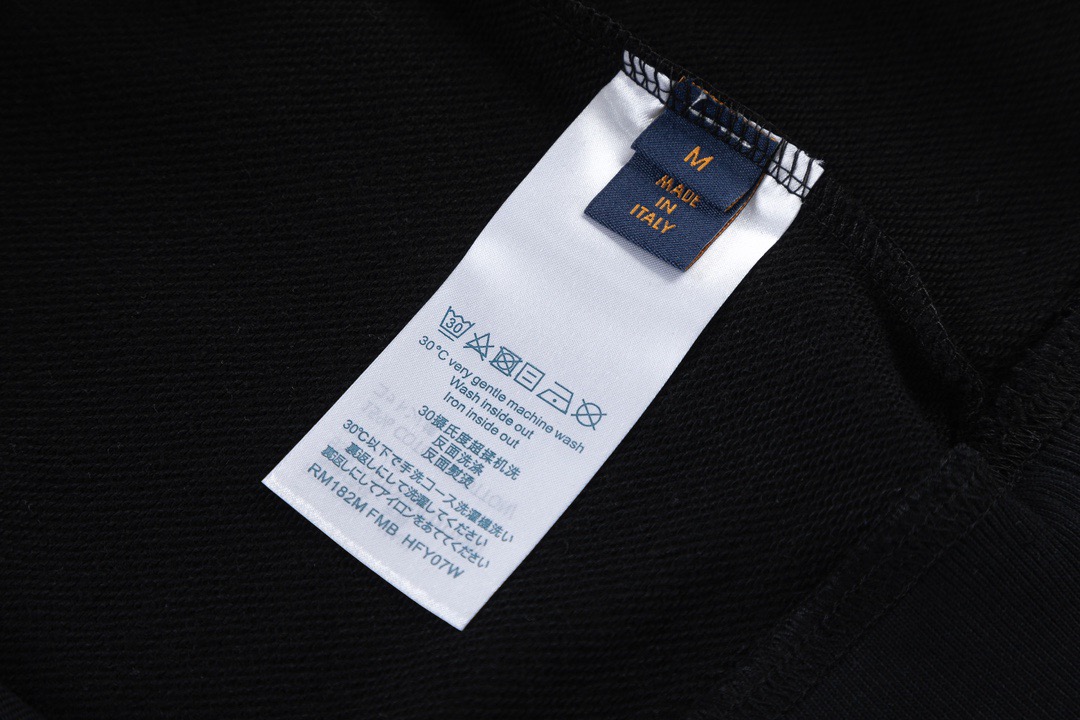 M
MADE
IN
ITALY
30
30°C very gentle machine wash
Wash inside out
Iron inside out
30摄氏度超揉机洗
反面洗涤
反面熨烫
30℃以下で手洗コース洗濯機洗い
裏返しにして洗濯してください
裏返しにしてアイロンをあててください
RM182M FMB HFY07W